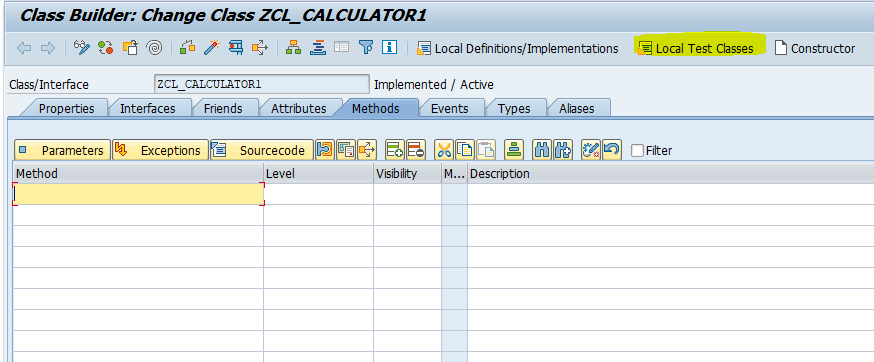 Class Builder: Change Class ZCL_CALCULATOR1
Local Definitions/Implementations Local Test Classes Constructor
Class/Interface ZCL_CALCULATOR1 Implemented / Active
Properties Interfaces Friends Attributes Methods Events Types Aliases
Parameters Exceptions Sourcecode Filter
Method Level Visibility M... Description